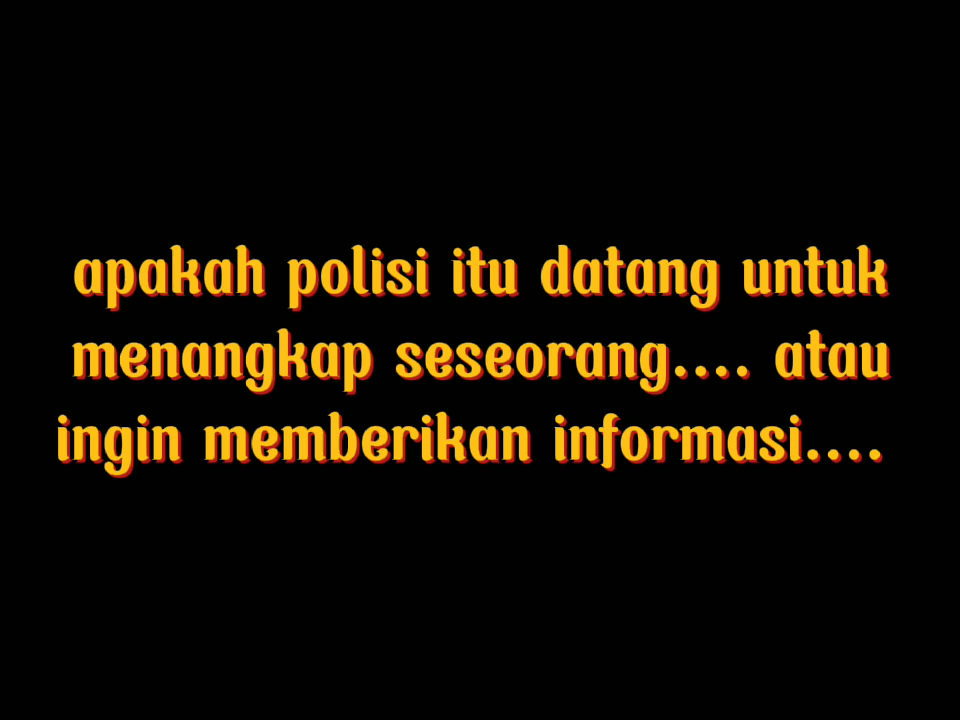 apakah polisi itu datang untuk
menangkap seseorang.... atau
ingin memberikan informasi....